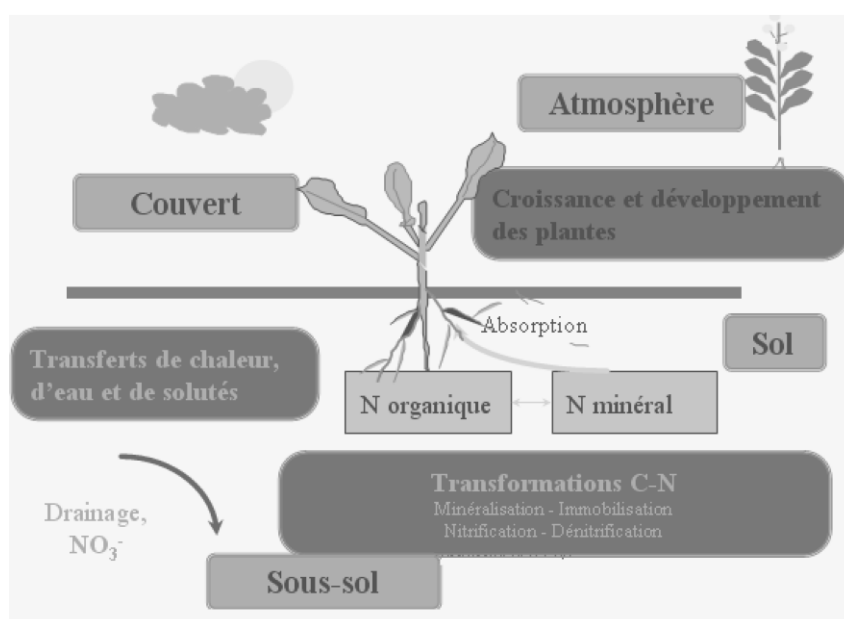 Atmosphère
Couvert
Croissance et développement
des plantes
Absorption
Sol
Transferts de chaleur,
d'eau et de solutés
N organique
N minéral
Transformations C-N
Minéralisation - Immobilisation
Nitrification - Dénitrification
Drainage,
NO₃⁻
Sous-sol